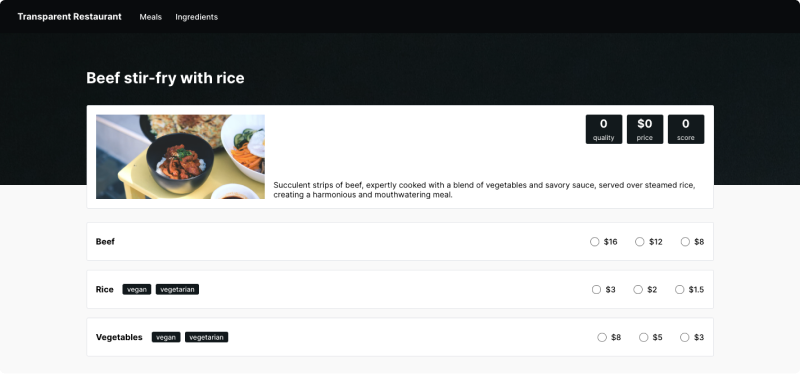 Transparent Restaurant Meals Ingredients
Beef stir-fry with rice
0 $0 0
quality price score
Succulent strips of beef, expertly cooked with a blend of vegetables and savory sauce, served over steamed rice,
creating a harmonious and mouthwatering meal.
Beef $16 $12 $8
Rice vegan vegetarian $3 $2 $1.5
Vegetables vegan vegetarian $8 $5 $3